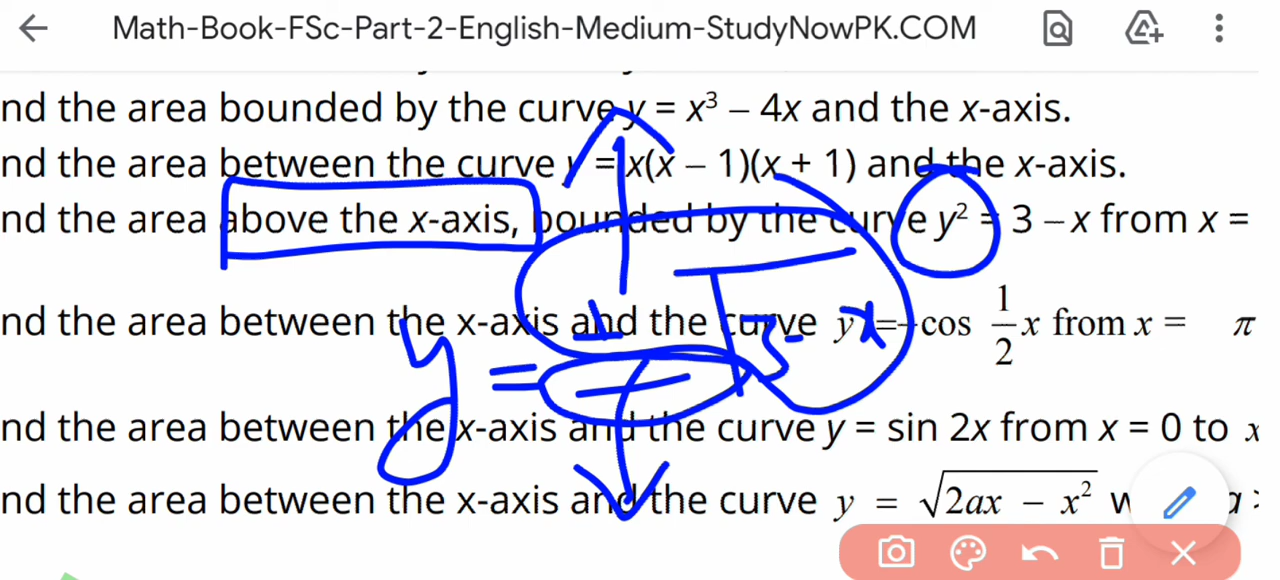 Math-Book-FSc-Part-2-English-Medium-StudyNowPK.COM
nd the area bounded by the curve y = x³ – 4x and the x-axis.
nd the area between the curve y = x(x – 1)(x + 1) and the x-axis.
nd the area above the x-axis, bounded by the curve y² = 3 – x from x =
nd the area between the x-axis and the curve y = cos 1/2 x from x = π
y = ± √3-x
nd the area between the x-axis and the curve y = sin 2x from x = 0 to x
nd the area between the x-axis and the curve y = √2ax – x²